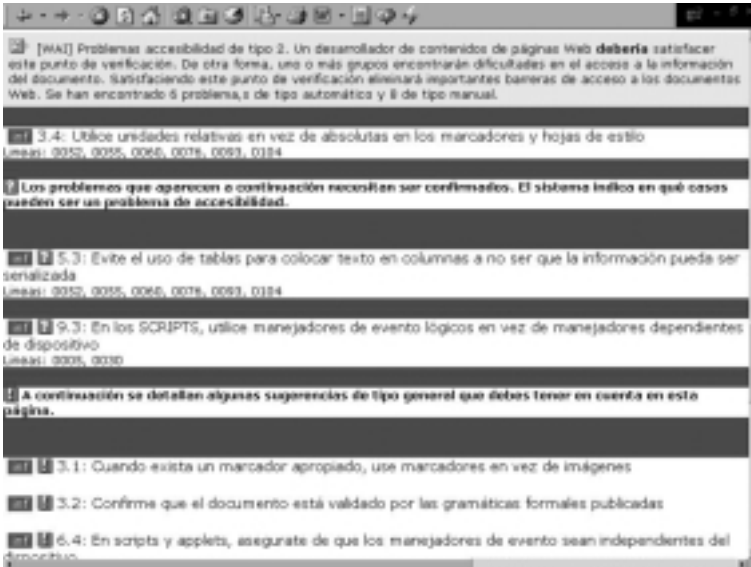 [WAI] Problemas accesibilidad de tipo 2. Un desarrollador de contenidos de páginas Web debería satisfacer
este punto de verificación. De otra forma, uno o más grupos encontrarán dificultades en el acceso a la información
del documento. Satisfaciendo este punto de verificación eliminará importantes barreras de acceso a los documentos
Web. Se han encontrado 6 problema,s de tipo automático y 8 de tipo manual.
3.4: Utilice unidades relativas en vez de absolutas en los marcadores y hojas de estilo
Lineas: 0052, 0055, 0060, 0076, 0093, 0104
? Los problemas que aparecen a continuación necesitan ser confirmados. El sistema indica en qué casos
pueden ser un problema de accesibilidad.
? 5.3: Evite el uso de tablas para colocar texto en columnas a no ser que la información pueda ser
serializada
Lineas: 0052, 0055, 0060, 0076, 0093, 0104
? 9.3: En los SCRIPTS, utilice manejadores de evento lógicos en vez de manejadores dependientes
de dispositivo
Lineas: 0005, 0030
! A continuación se detallan algunas sugerencias de tipo general que debes tener en cuenta en esta
página.
! 3.1: Cuando exista un marcador apropiado, use marcadores en vez de imágenes
! 3.2: Confirme que el documento está validado por las gramáticas formales publicadas
! 6.4: En scripts y applets, asegurate de que los manejadores de evento sean independientes del
dispositivo